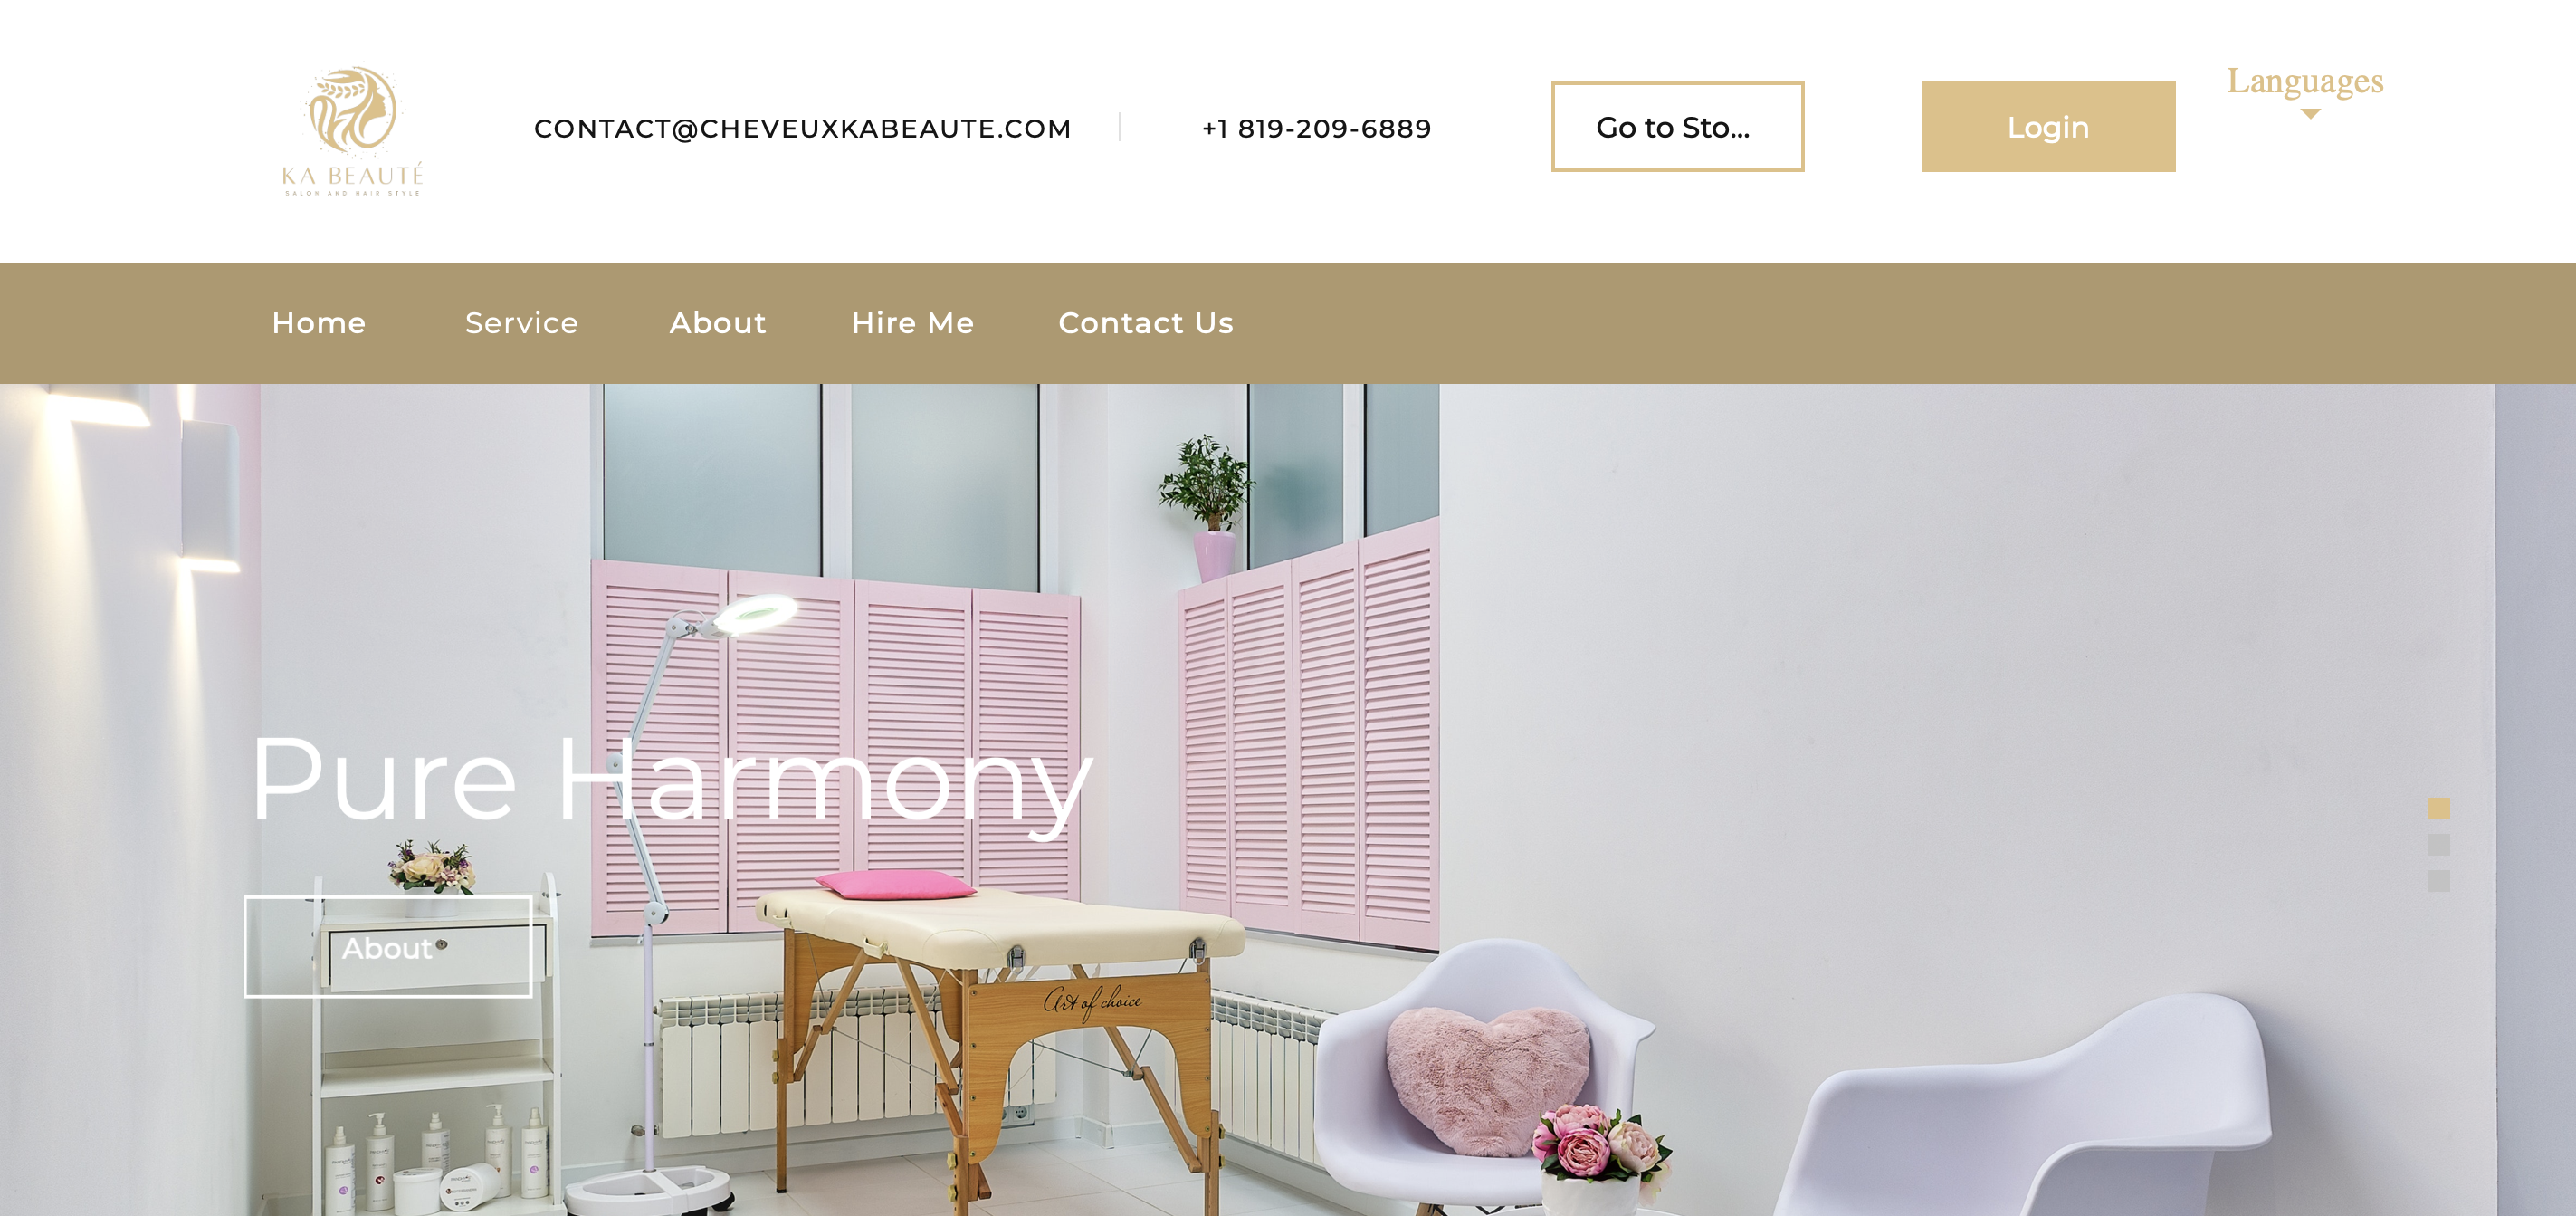 KA BEAUTÉ
SALON AND HAIR STYLE
CONTACT@CHEVEUXKABEAUTE.COM
+1 819-209-6889
Go to Sto...
Login
Languages
Home
Service
About
Hire Me
Contact Us
Pure Harmony
About
Art of choice